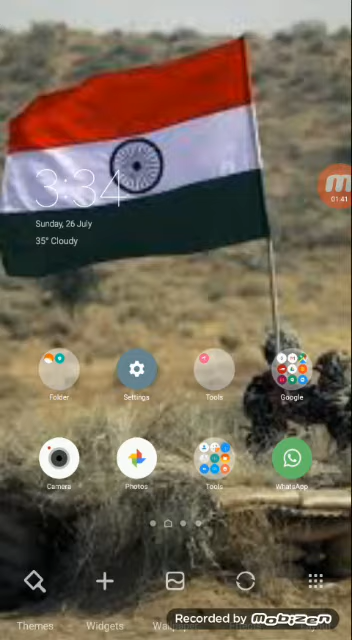 3:34
Sunday, 26 July
35° Cloudy
01:41
Folder
Settings
Tools
Google
Camera
Photos
Tools
WhatsApp
Themes Widgets
Recorded by Mobizen